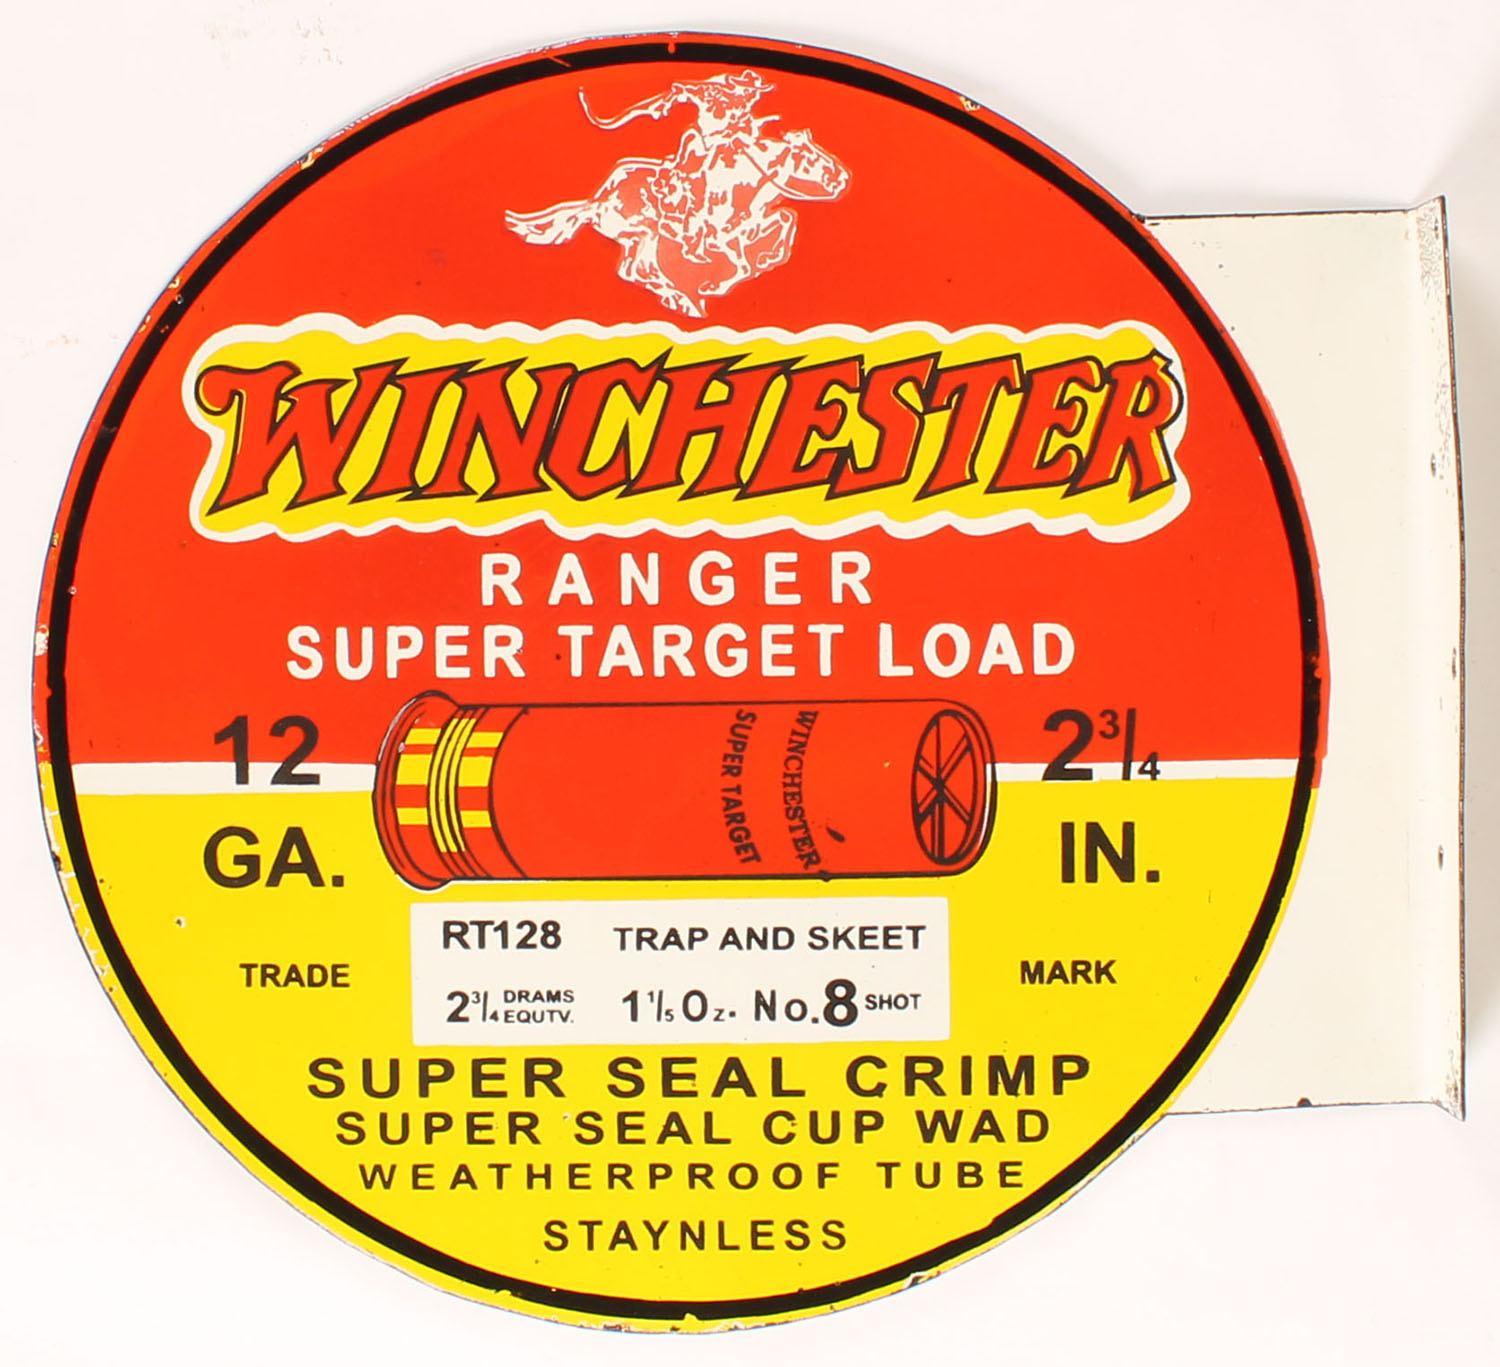 WINCHESTER
RANGER
SUPER TARGET LOAD
12
GA.
SUPER TARGET
WINCHESTER
2 3/4
IN.
TRADE
MARK
RT128 TRAP AND SKEET
2 3/4 DRAMS EQUTV. 1 1/5 Oz. No. 8 SHOT
SUPER SEAL CRIMP
SUPER SEAL CUP WAD
WEATHERPROOF TUBE
STAYNLESS